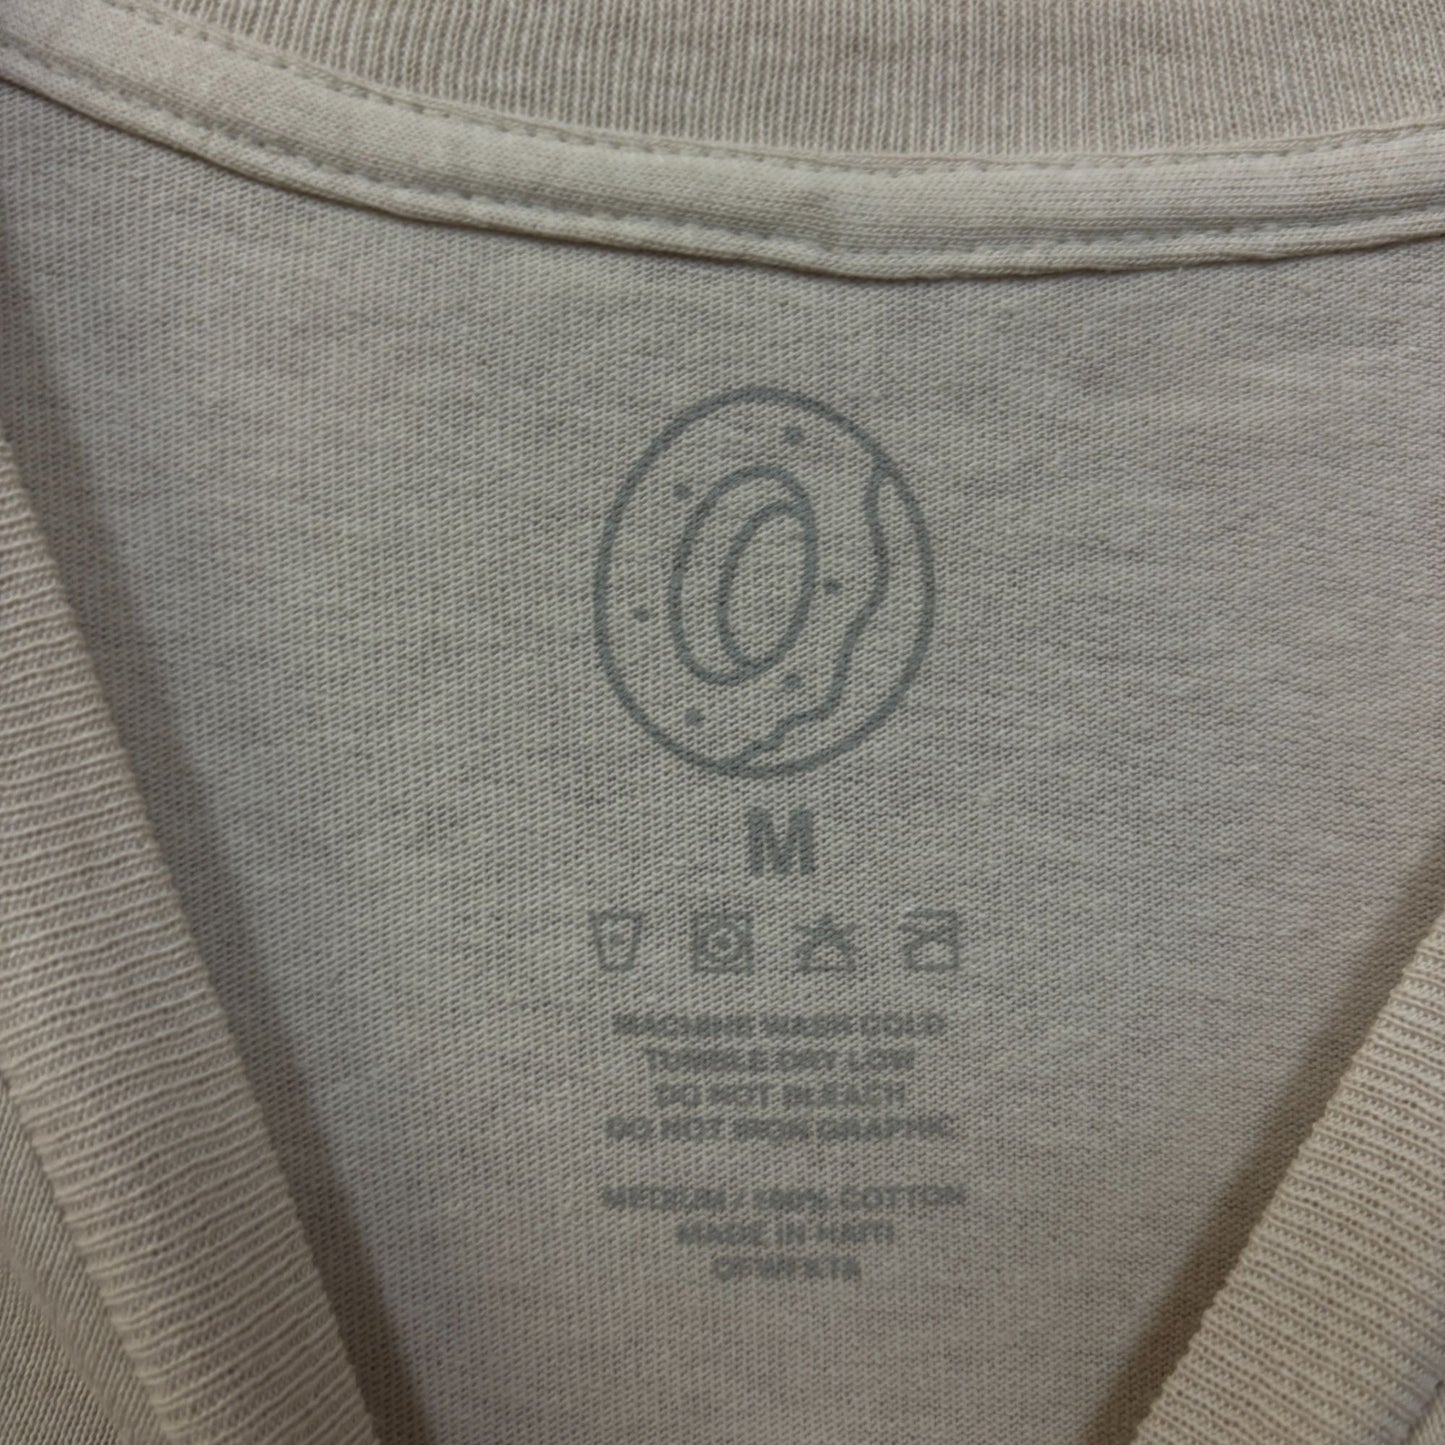 M
MACHINE WASH COLD
TUMBLE DRY LOW
DO NOT BLEACH
DO NOT IRON GRAPHIC
MEDIUM / 100% COTTON
MADE IN HAITI